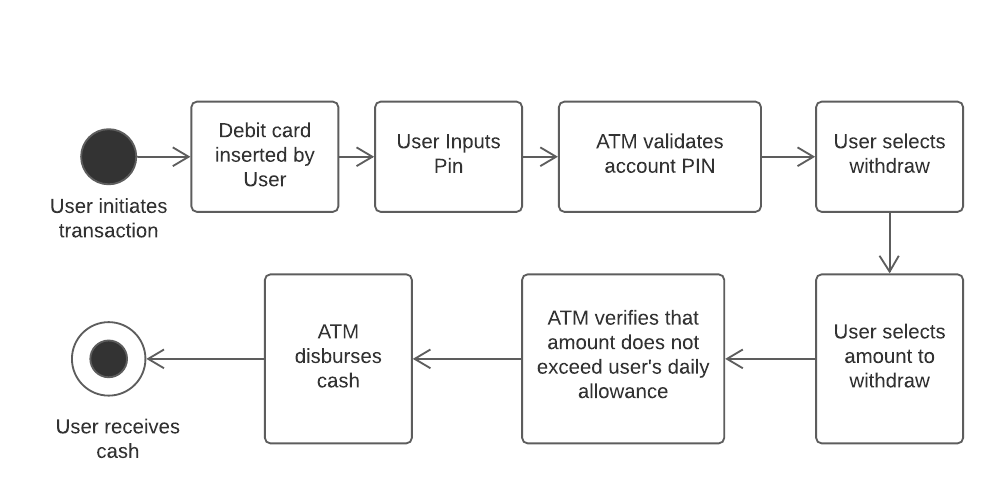 User initiates
transaction
Debit card
inserted by
User
User Inputs
Pin
ATM validates
account PIN
User selects
withdraw
User selects
amount to
withdraw
ATM verifies that
amount does not
exceed user's daily
allowance
ATM
disburses
cash
User receives
cash